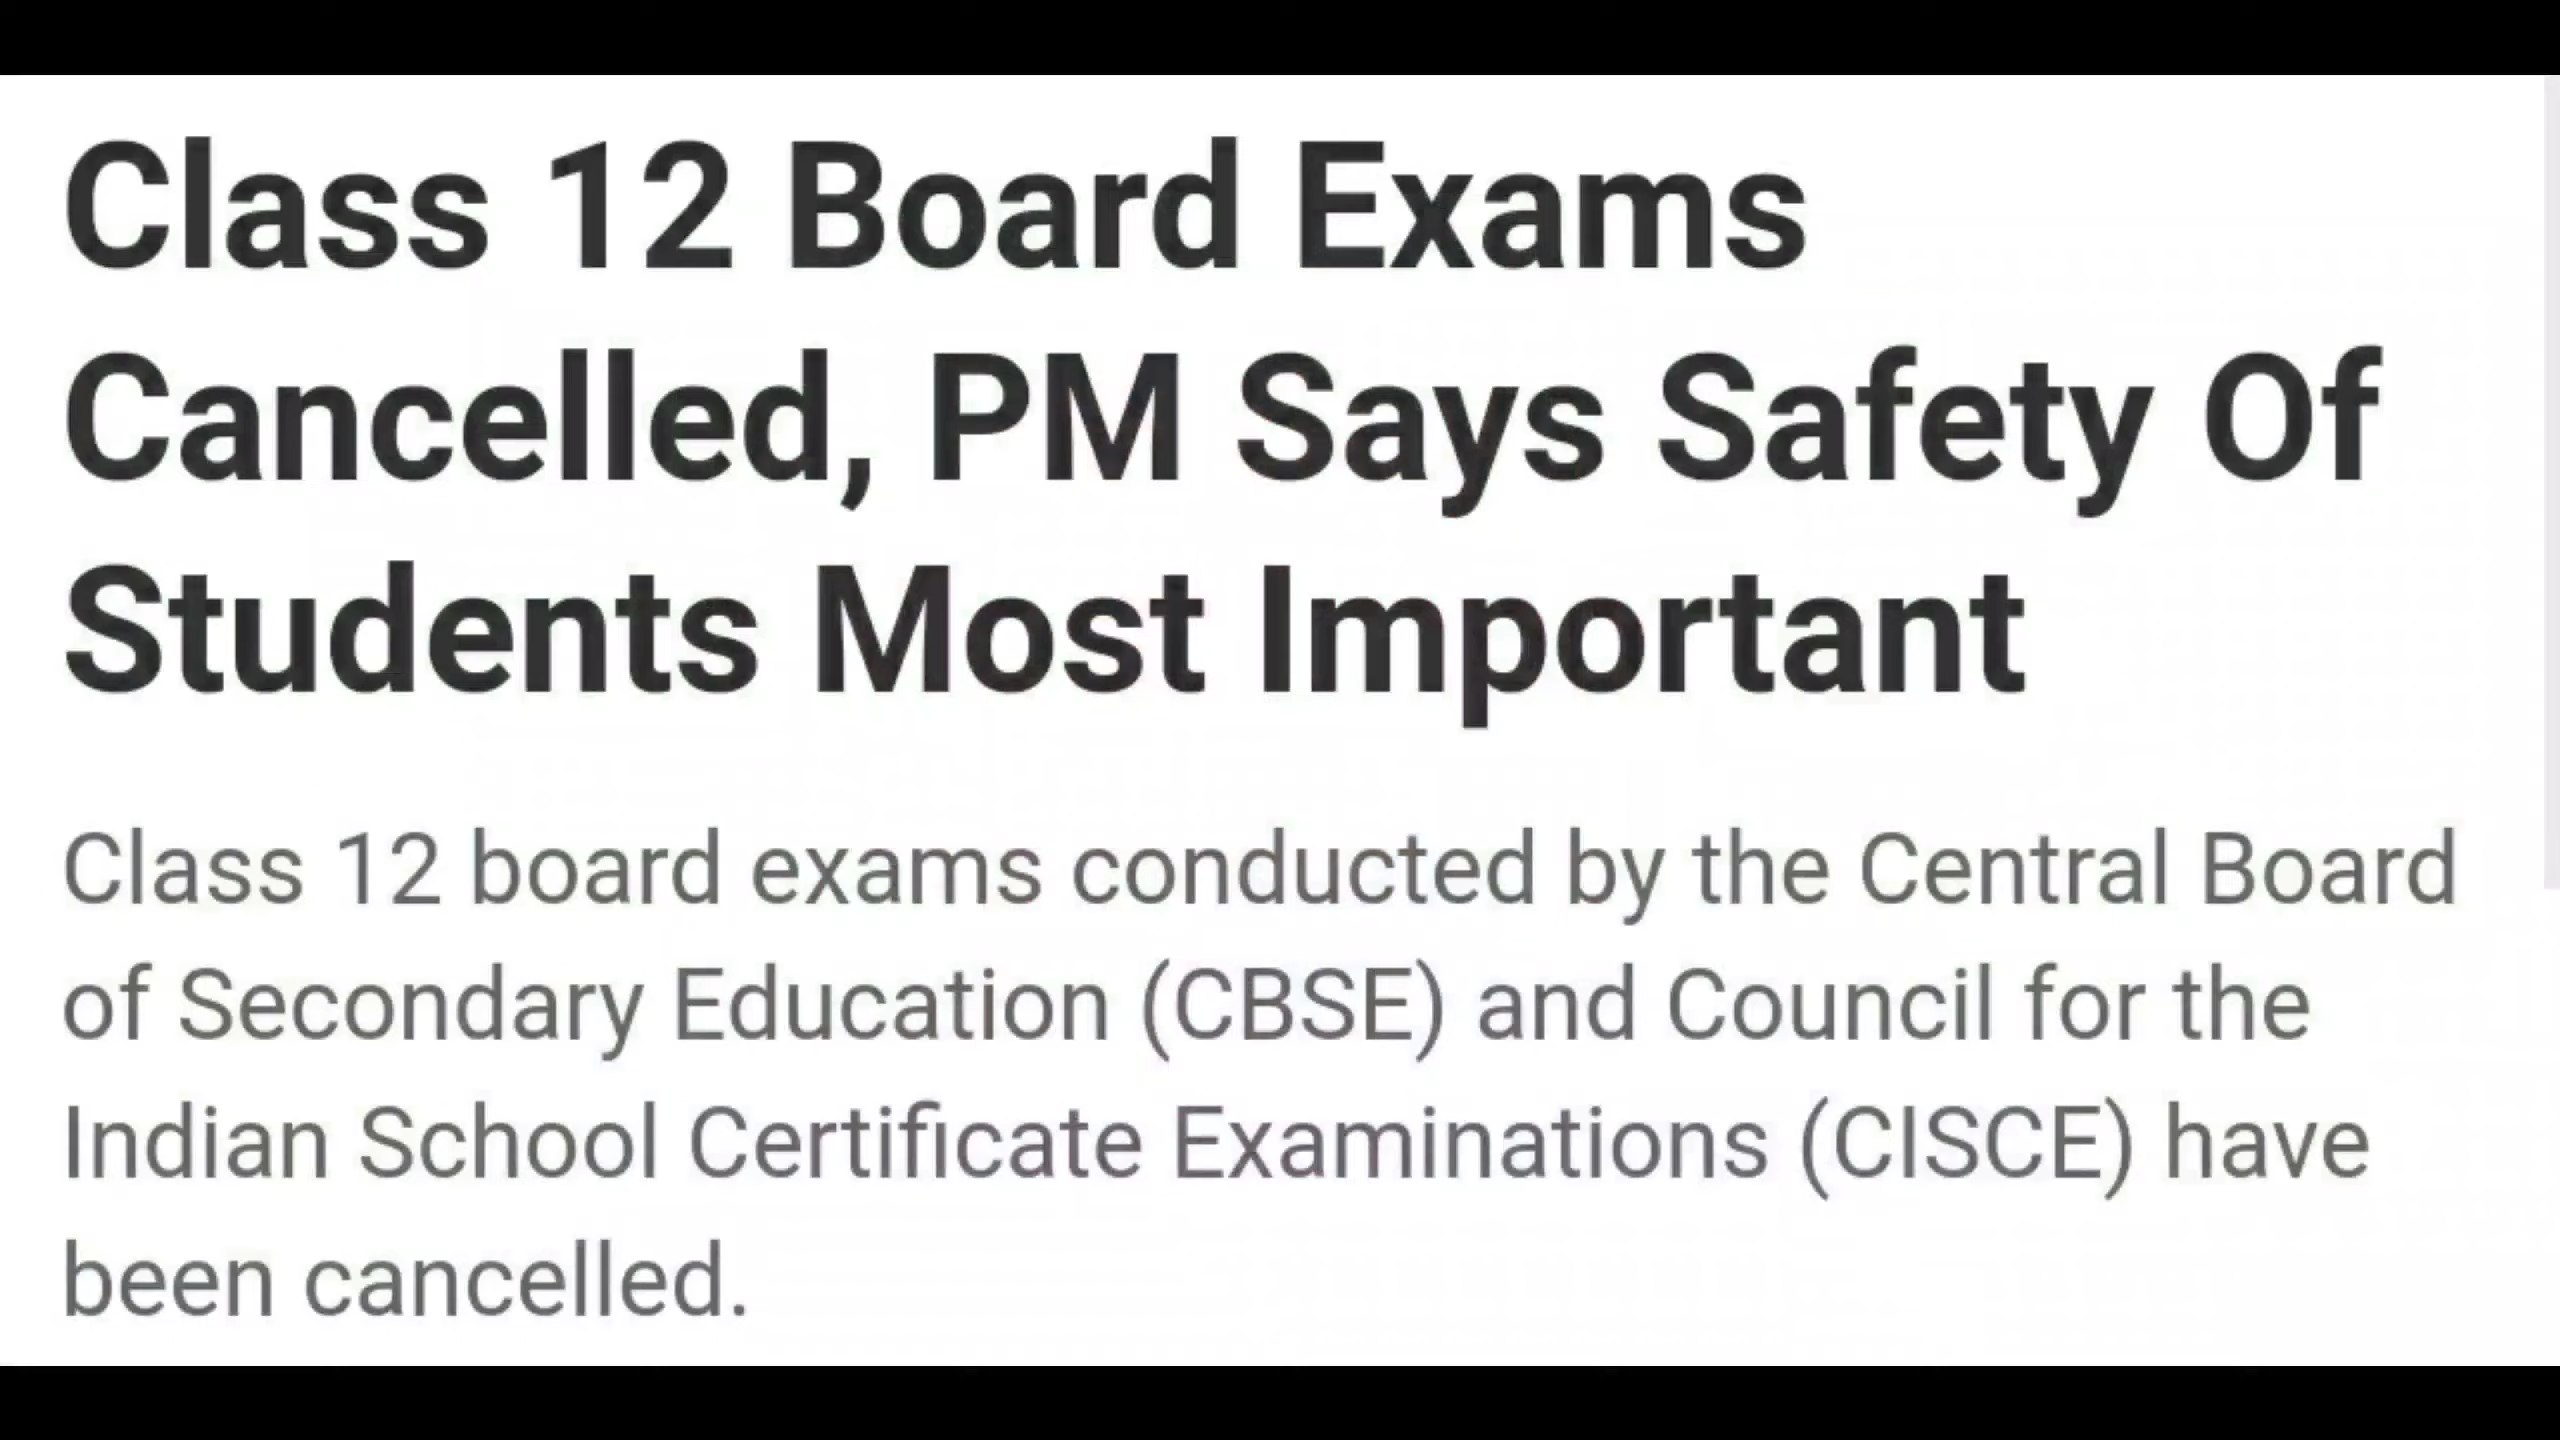 Class 12 Board Exams
Cancelled, PM Says Safety Of
Students Most Important
Class 12 board exams conducted by the Central Board
of Secondary Education (CBSE) and Council for the
Indian School Certificate Examinations (CISCE) have
been cancelled.